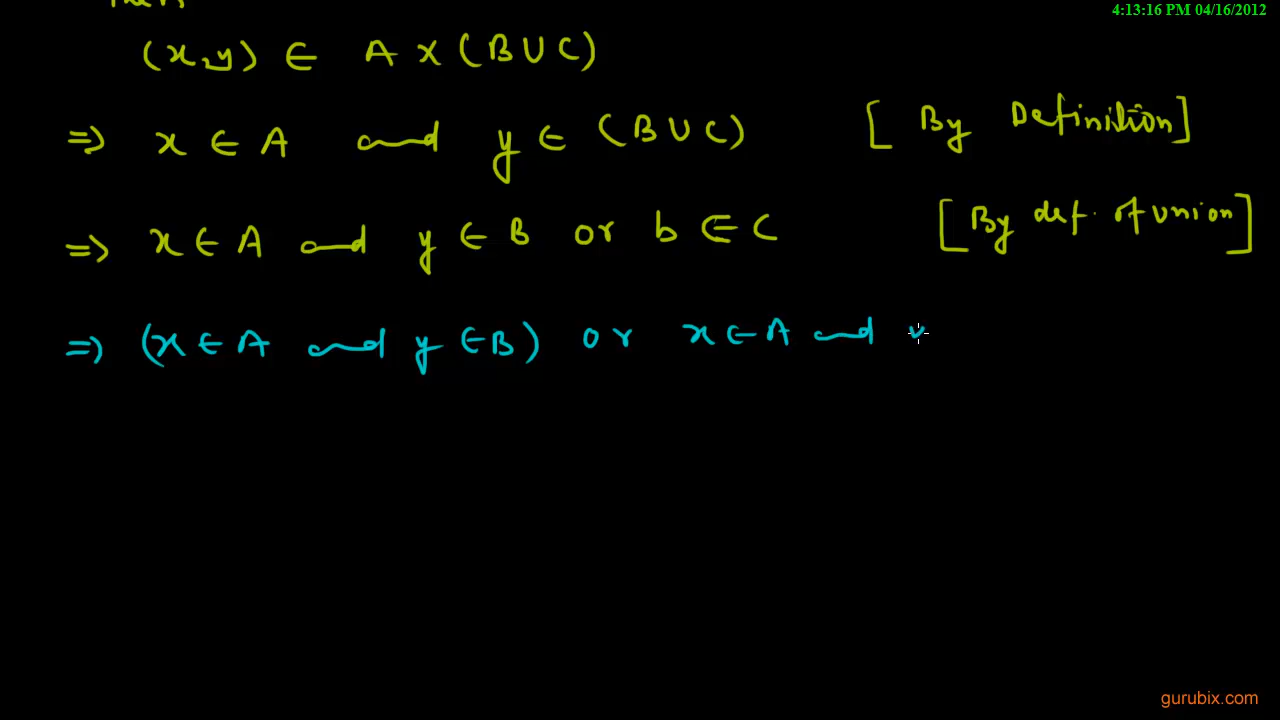 4:13:16 PM 04/16/2012
(x,y) ∈ A X (B U C)
=> x ∈ A and y ∈ (B U C) [ By Definition ]
=> x ∈ A and y ∈ B or b ∈ C [ By def. of union ]
=> (x ∈ A and y ∈ B) or x ∈ A and
gurubix.com